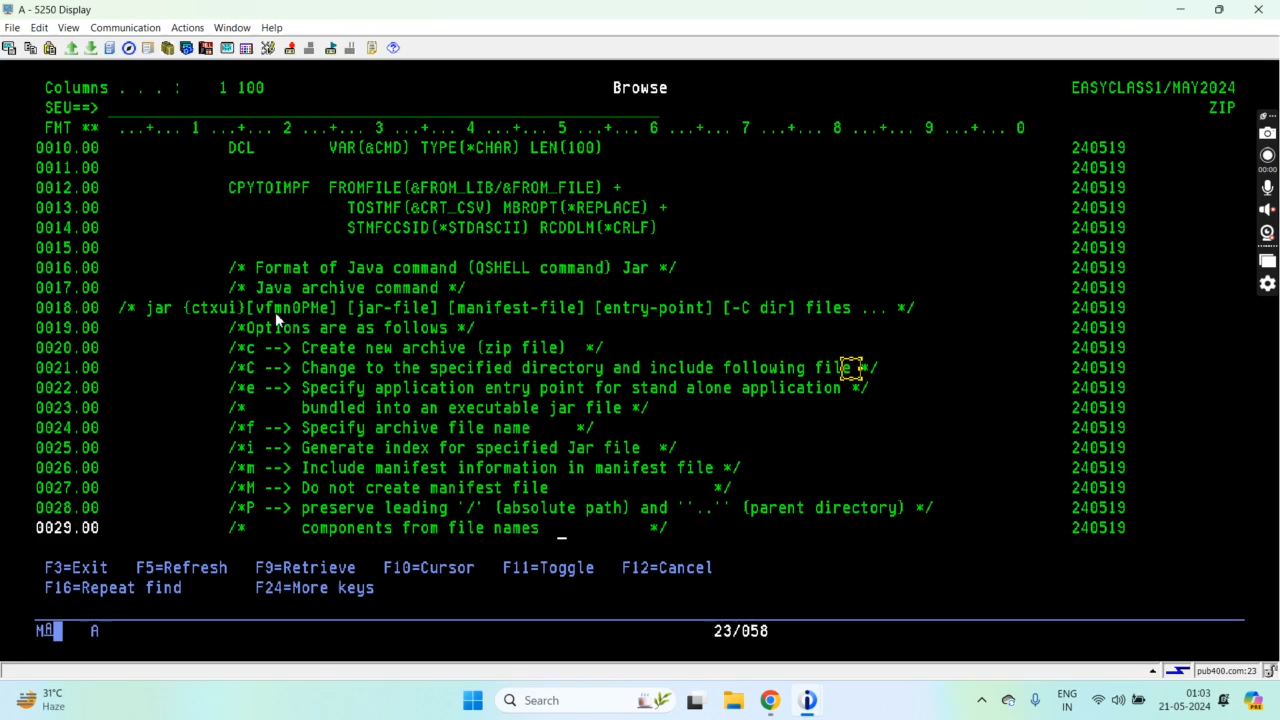 A - 5250 Display
File Edit View Communication Actions Window Help
Columns . . . : 1 100 Browse EASYCLASS1/MAY2024
SEU==> ZIP
FMT ** ...+... 1 ...+... 2 ...+... 3 ...+... 4 ...+... 5 ...+... 6 ...+... 7 ...+... 8 ...+... 9 ...+... 0
0010.00 DCL VAR(&CMD) TYPE(*CHAR) LEN(100) 240519
0011.00 240519
0012.00 CPYTOIMPF FROMFILE(&FROM_LIB/&FROM_FILE) + 240519
0013.00 TOSTMF(&CRT_CSV) MBROPT(*REPLACE) + 240519
0014.00 STMFCCSID(*STDASCII) RCDDLM(*CRLF) 240519
0015.00 240519
0016.00 /* Format of Java command (QSHELL command) Jar */ 240519
0017.00 /* Java archive command */ 240519
0018.00 /* jar {ctxui}[vfmn0PMe] [jar-file] [manifest-file] [entry-point] [-C dir] files ... */ 240519
0019.00 /*Options are as follows */ 240519
0020.00 /*c --> Create new archive (zip file) */ 240519
0021.00 /*C --> Change to the specified directory and include following file */ 240519
0022.00 /*e --> Specify application entry point for stand alone application */ 240519
0023.00 /* bundled into an executable jar file */ 240519
0024.00 /*f --> Specify archive file name */ 240519
0025.00 /*i --> Generate index for specified Jar file */ 240519
0026.00 /*m --> Include manifest information in manifest file */ 240519
0027.00 /*M --> Do not create manifest file */ 240519
0028.00 /*P --> preserve leading '/' (absolute path) and ''..'' (parent directory) */ 240519
0029.00 /* components from file names _ */ 240519
F3=Exit F5=Refresh F9=Retrieve F10=Cursor F11=Toggle F12=Cancel
F16=Repeat find F24=More keys
A 23/058
pub400.com:23
00:00
31°C
Haze
Search
ENG
IN
01:03
21-05-2024